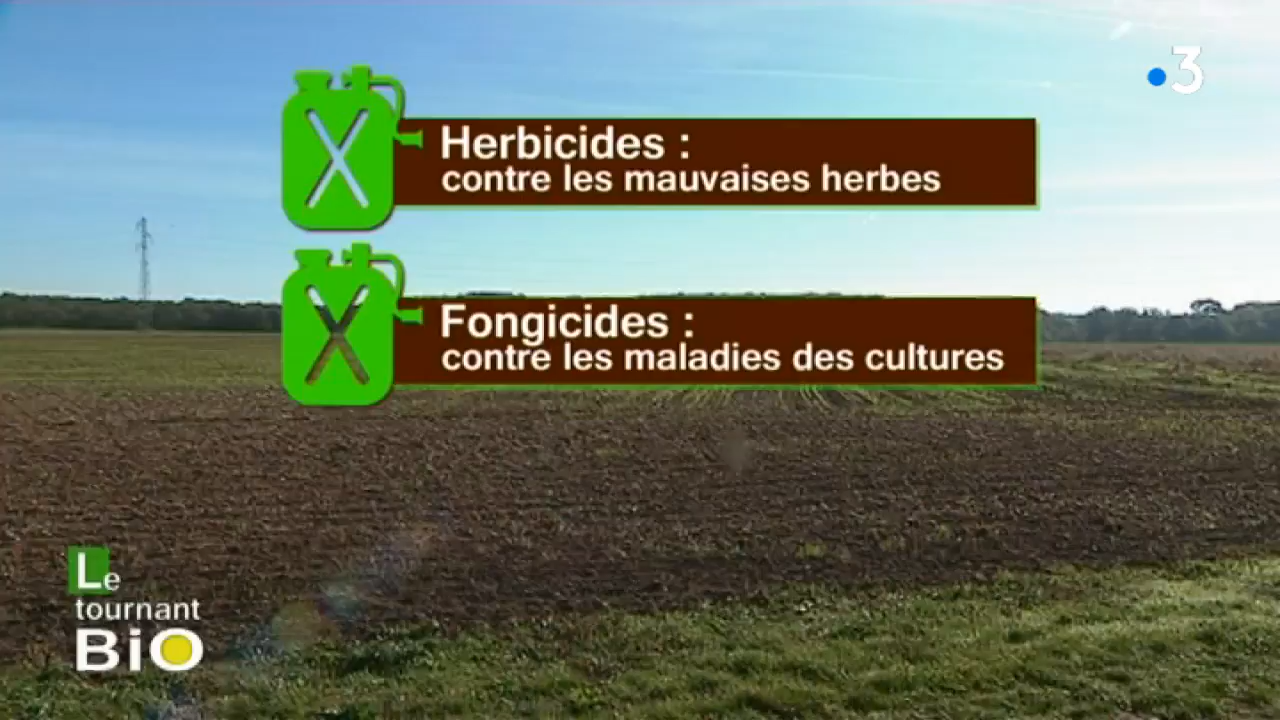 3
Herbicides :
contre les mauvaises herbes
Fongicides :
contre les maladies des cultures
Le
tournant
BiO